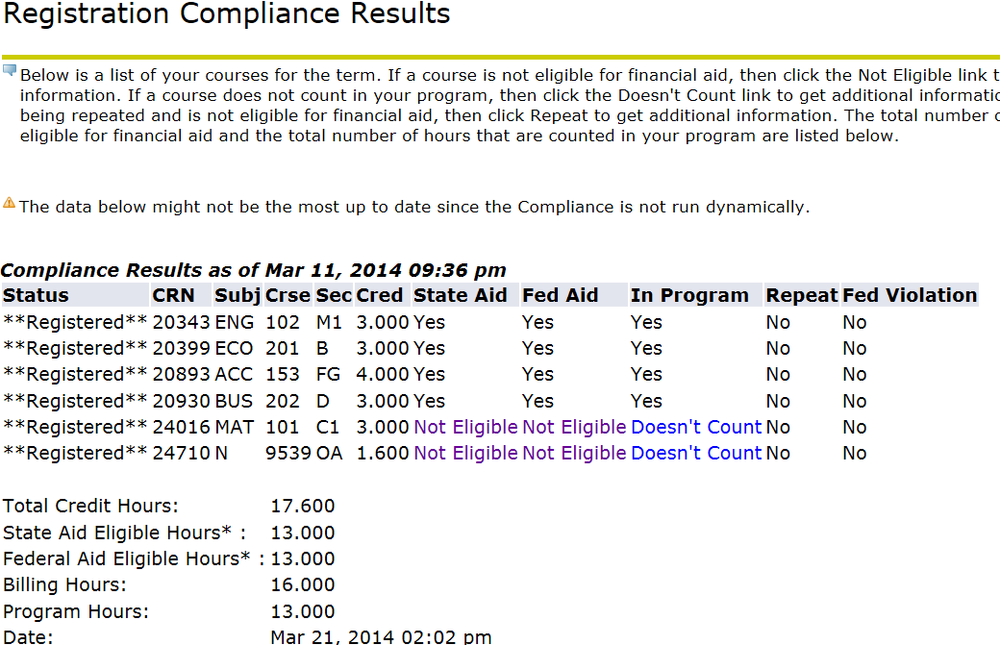 Registration Compliance Results
Below is a list of your courses for the term. If a course is not eligible for financial aid, then click the Not Eligible link
information. If a course does not count in your program, then click the Doesn't Count link to get additional
being repeated and is not eligible for financial aid, then click Repeat to get additional information. The total number
eligible for financial aid and the total number of hours that are counted in your program are listed below.
The data below might not be the most up to date since the Compliance is not run dynamically.
Compliance Results as of Mar 11, 2014 09:36 pm
Status CRN Subj Crse Sec Cred State Aid Fed Aid In Program Repeat Fed Violation
**Registered** 20343 ENG 102 M1 3.000 Yes Yes Yes No No
**Registered** 20399 ECO 201 B 3.000 Yes Yes Yes No No
**Registered** 20893 ACC 153 FG 4.000 Yes Yes Yes No No
**Registered** 20930 BUS 202 D 3.000 Yes Yes Yes No No
**Registered** 24016 MAT 101 C1 3.000 Not Eligible Not Eligible Doesn't Count No No
**Registered** 24710 N 9539 OA 1.600 Not Eligible Not Eligible Doesn't Count No No
Total Credit Hours: 17.600
State Aid Eligible Hours* : 13.000
Federal Aid Eligible Hours* : 13.000
Billing Hours: 16.000
Program Hours: 13.000
Date: Mar 21, 2014 02:02 pm